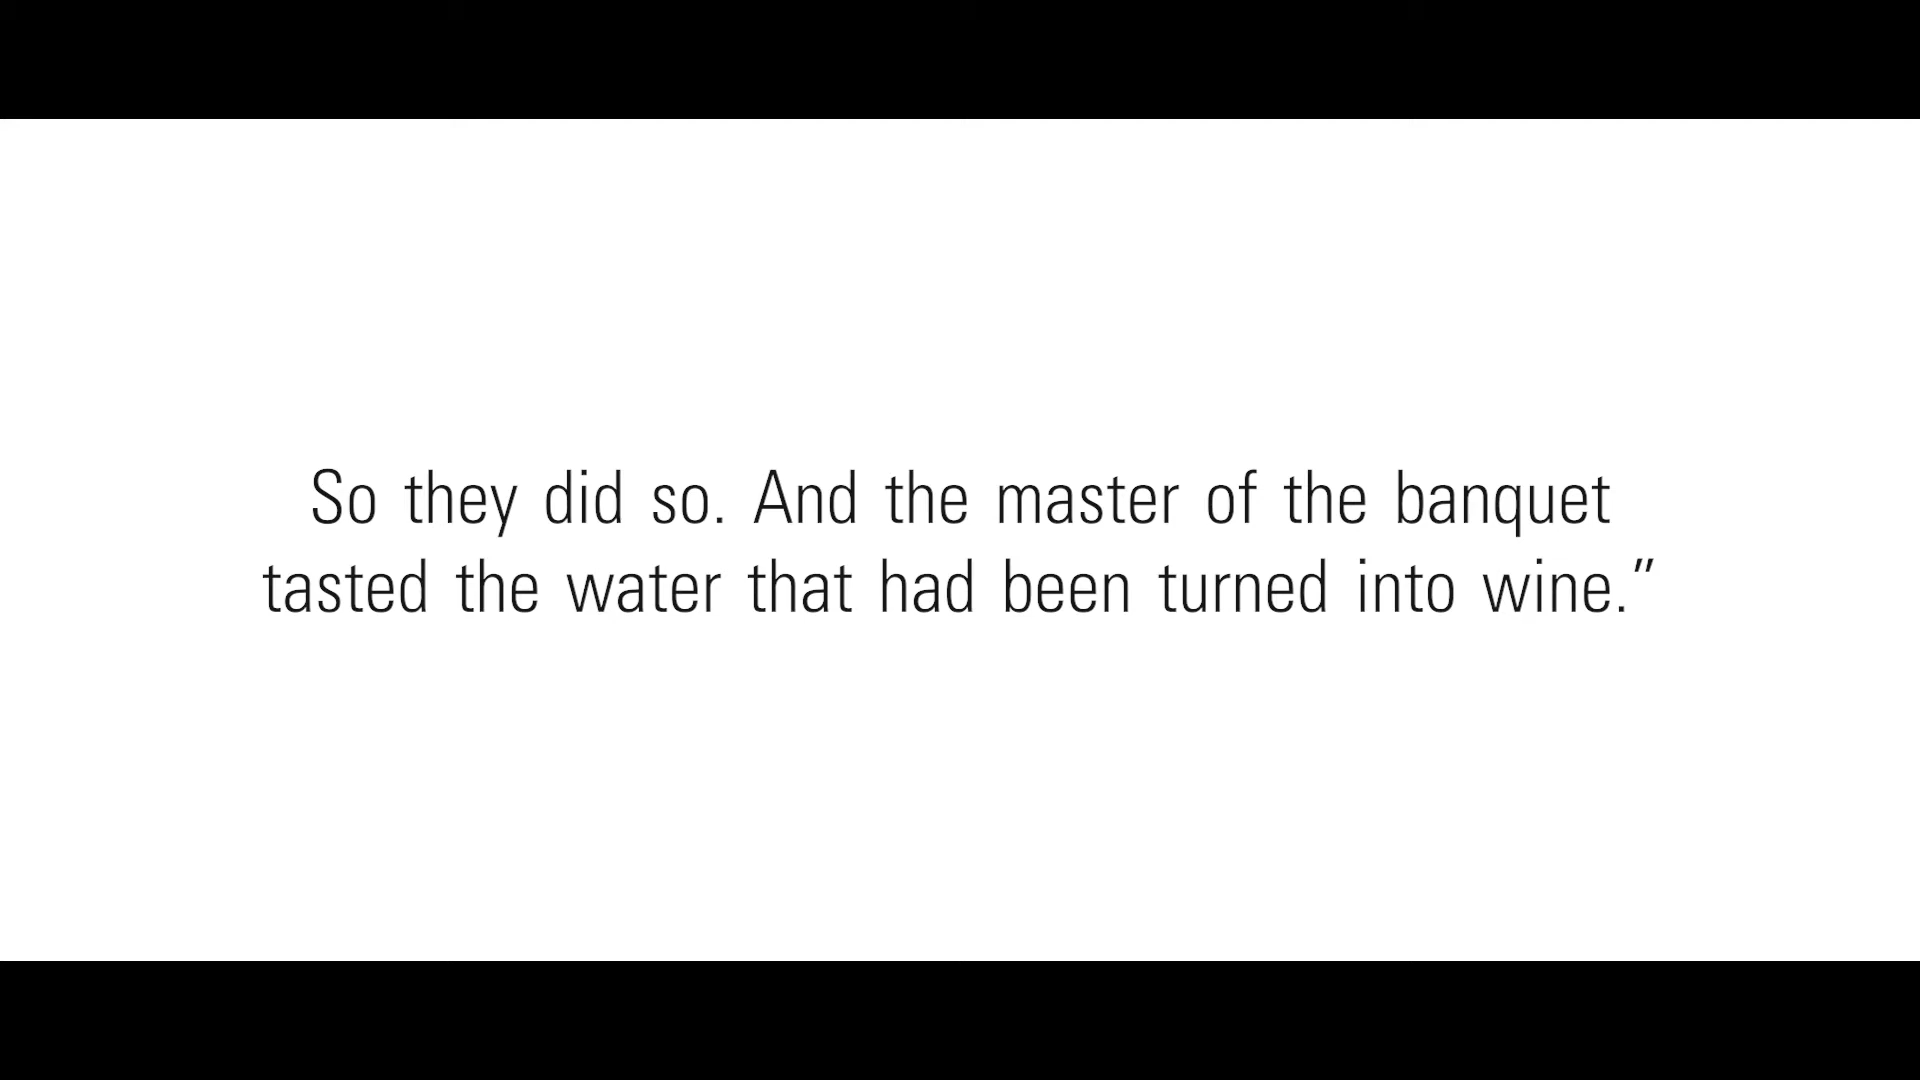 So they did so. And the master of the banquet
tasted the water that had been turned into wine.”